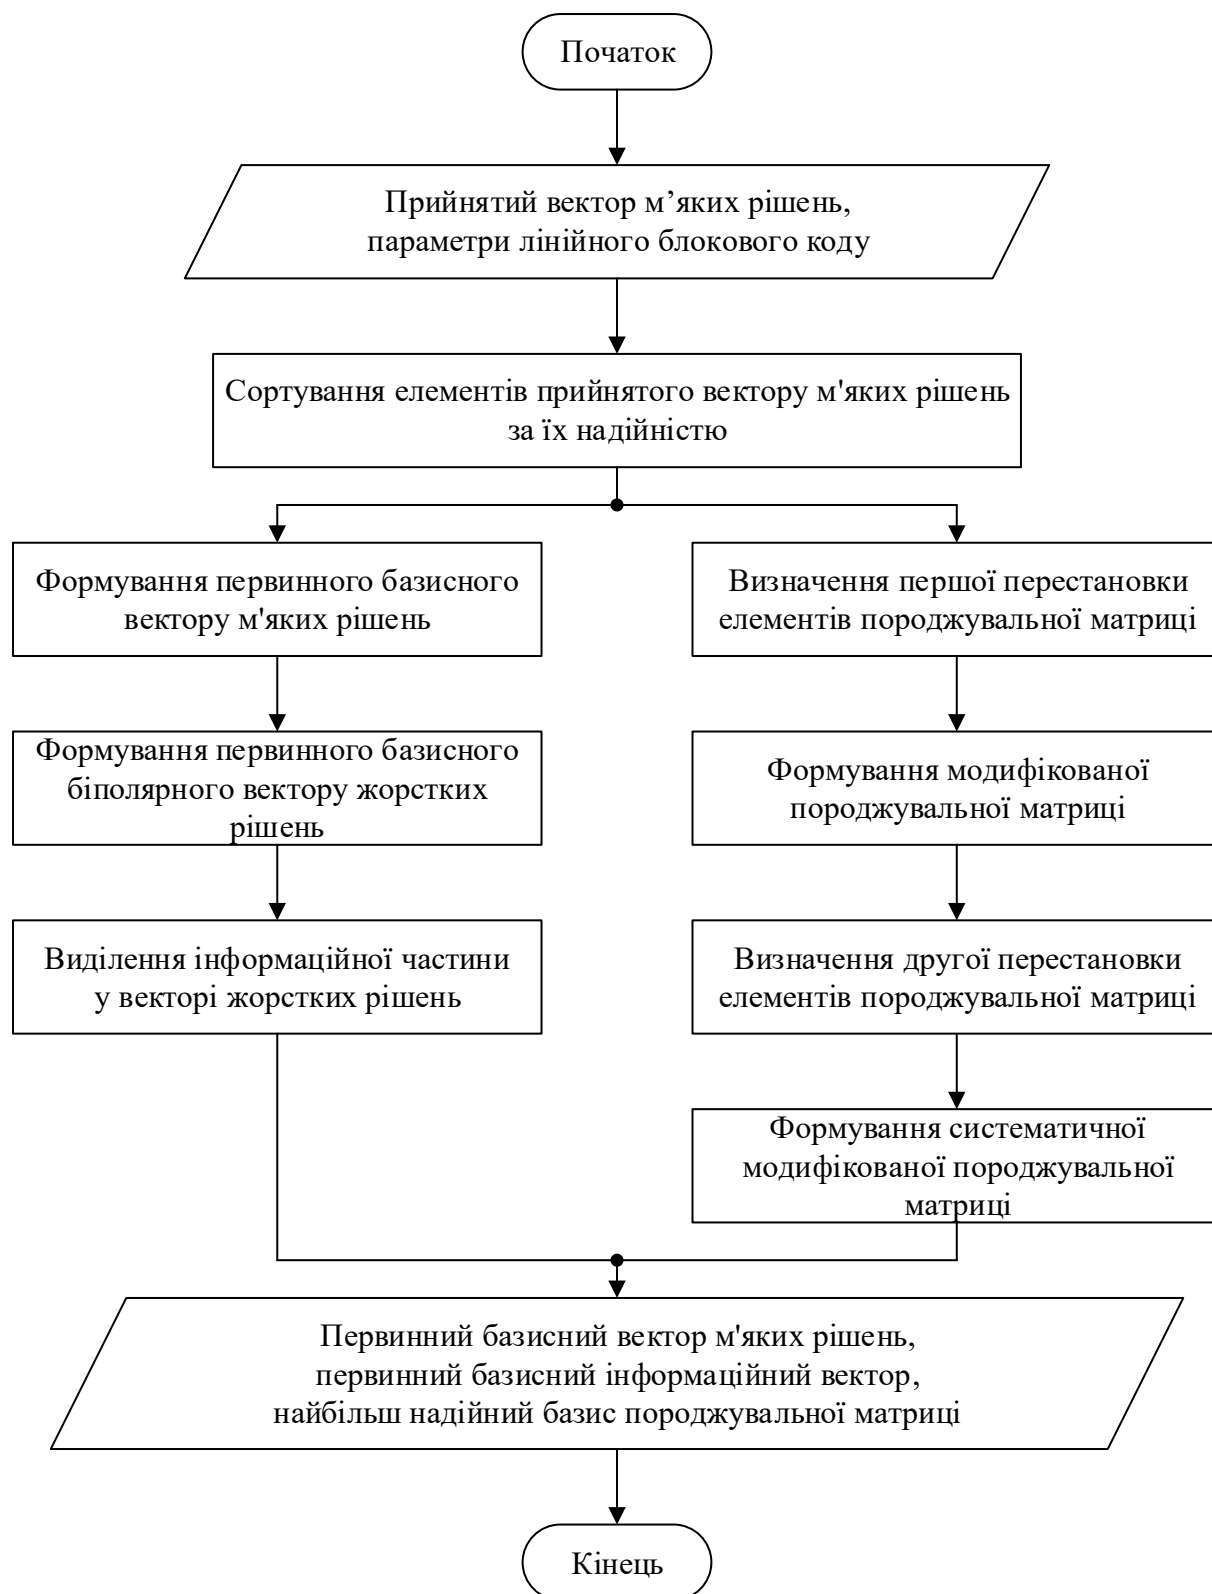 Початок
Прийнятий вектор м’яких рішень,
параметри лінійного блокового коду
Сортування елементів прийнятого вектору м'яких рішень
за їх надійністю
Формування первинного базисного
вектору м'яких рішень
Визначення першої перестановки
елементів породжувальної матриці
Формування первинного базисного
біполярного вектору жорстких
рішень
Формування модифікованої
породжувальної матриці
Виділення інформаційної частини
у векторі жорстких рішень
Визначення другої перестановки
елементів породжувальної матриці
Формування систематичної
модифікованої породжувальної
матриці
Первинний базисний вектор м'яких рішень,
первинний базисний інформаційний вектор,
найбільш надійний базис породжувальної матриці
Кінець